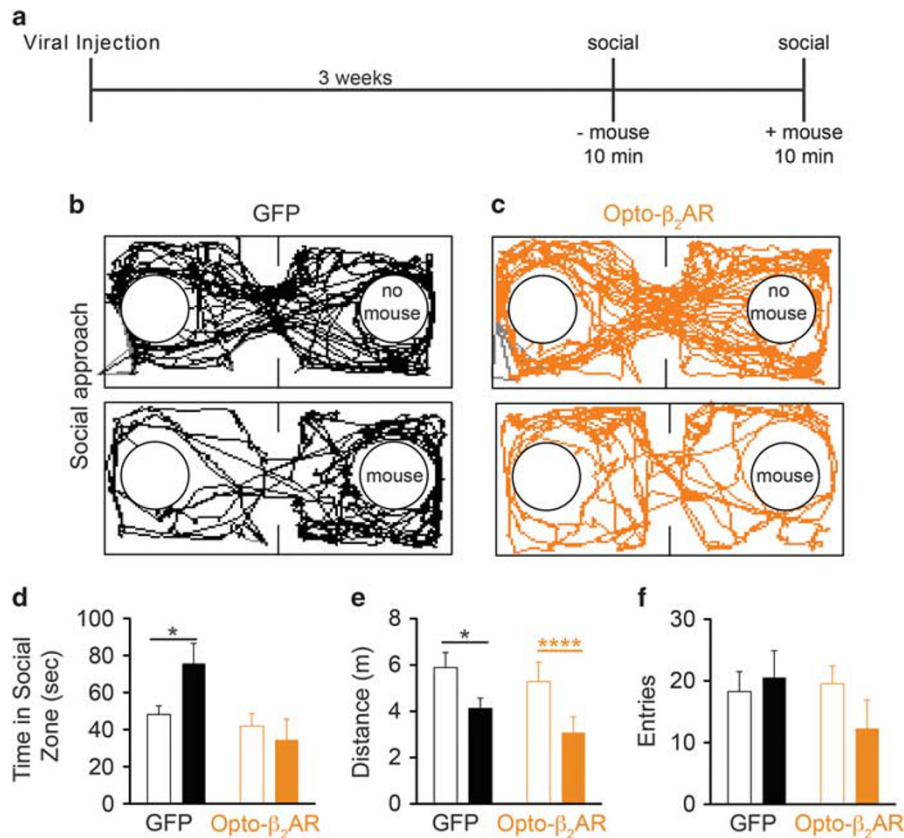 a
Viral Injection
social
social
3 weeks
- mouse
10 min
+ mouse
10 min
b
GFP
c
Opto-β₂AR
Social approach
no
mouse
no
mouse
mouse
mouse
d
Time in Social
Zone (sec)
100
80
60
40
20
0
*
GFP
Opto-β₂AR
e
Distance (m)
8
6
4
2
0
*
****
GFP
Opto-β₂AR
f
Entries
30
20
10
0
GFP
Opto-β₂AR